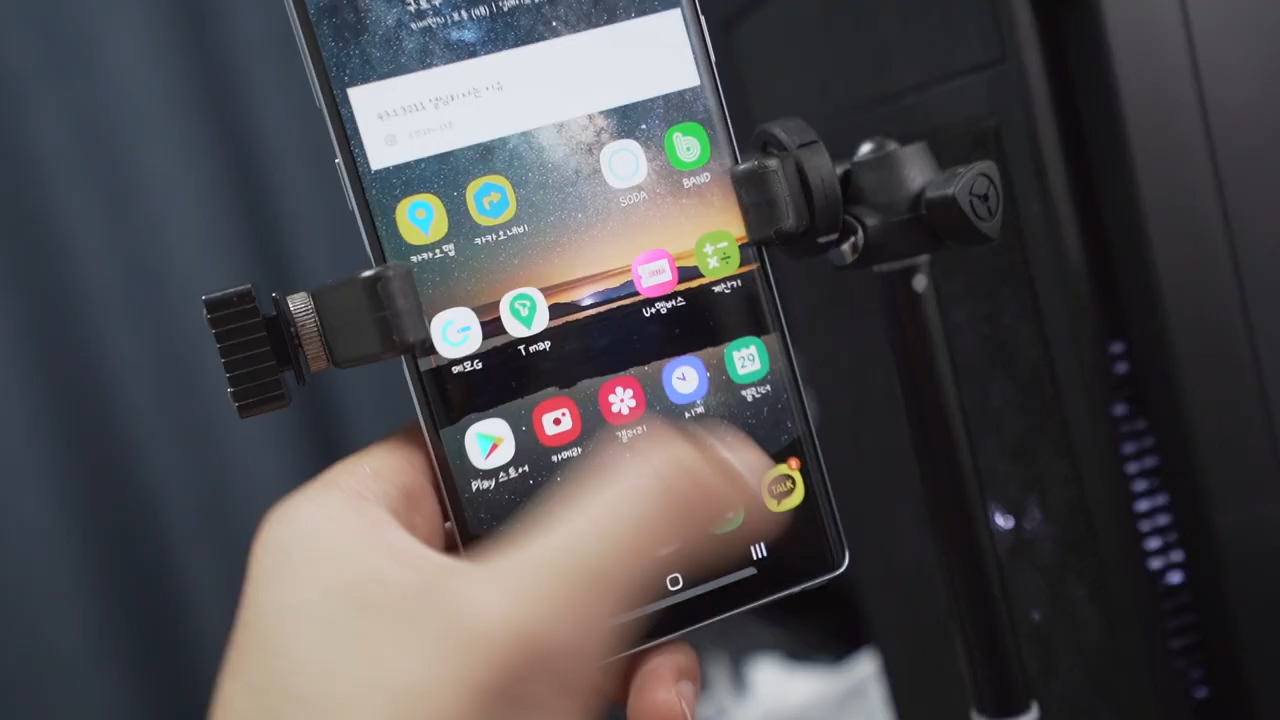 SODA
BAND
카카오맵
카카오내비
U+멤버스
계산기
메모G
T map
29
Play 스토어
카메라
갤러리
시계
캘린더
TALK